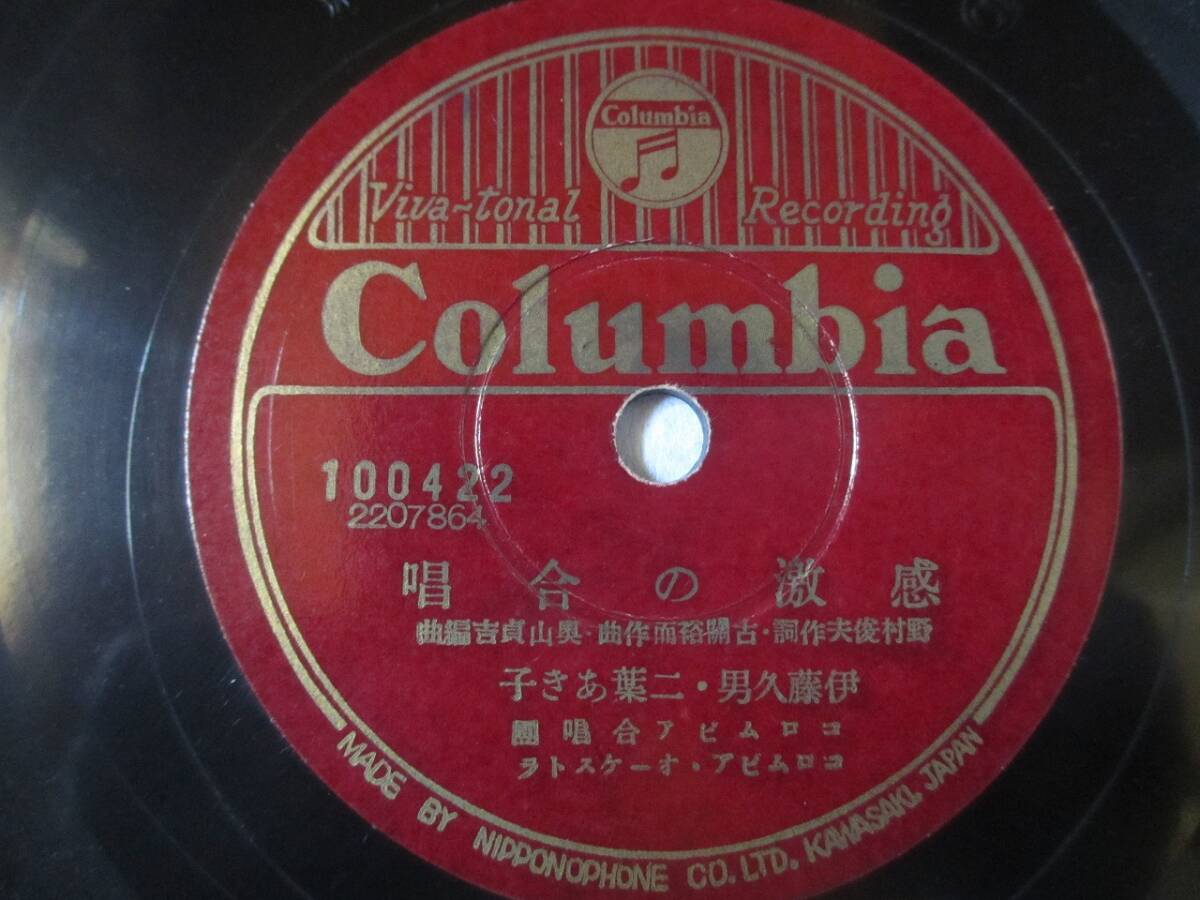 Columbia
Viva-tonal Recording
Columbia
100422
2207864
感激の合唱
野村俊夫作詞・古關裕而作曲・奥山貞吉編曲
伊藤久男・二葉あき子
コロムビア合唱團
コロムビア・オーケストラ
MADE BY NIPPONOPHONE CO. LTD. KAWASAKI, JAPAN